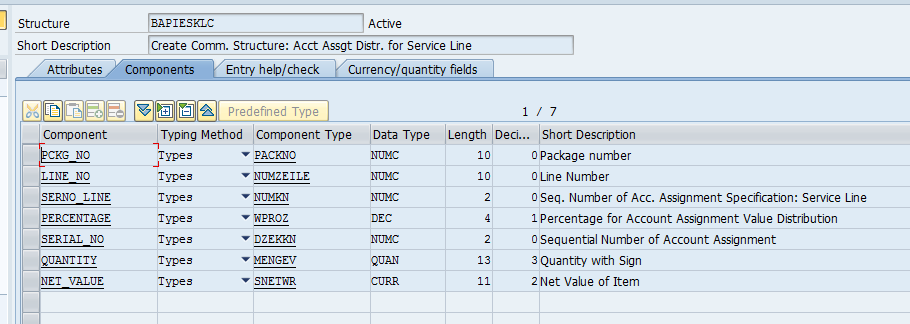 Structure BAPIESKLC Active
Short Description Create Comm. Structure: Acct Assgt Distr. for Service Line
Attributes Components Entry help/check Currency/quantity fields
Predefined Type 1 / 7
Component Typing Method Component Type Data Type Length Deci... Short Description
PCKG_NO Types PACKNO NUMC 10 0 Package number
LINE_NO Types NUMZEILE NUMC 10 0 Line Number
SERNO_LINE Types NUMKN NUMC 2 0 Seq. Number of Acc. Assignment Specification: Service Line
PERCENTAGE Types WPROZ DEC 4 1 Percentage for Account Assignment Value Distribution
SERIAL_NO Types DZEKKN NUMC 2 0 Sequential Number of Account Assignment
QUANTITY Types MENGEV QUAN 13 3 Quantity with Sign
NET_VALUE Types SNETWR CURR 11 2 Net Value of Item